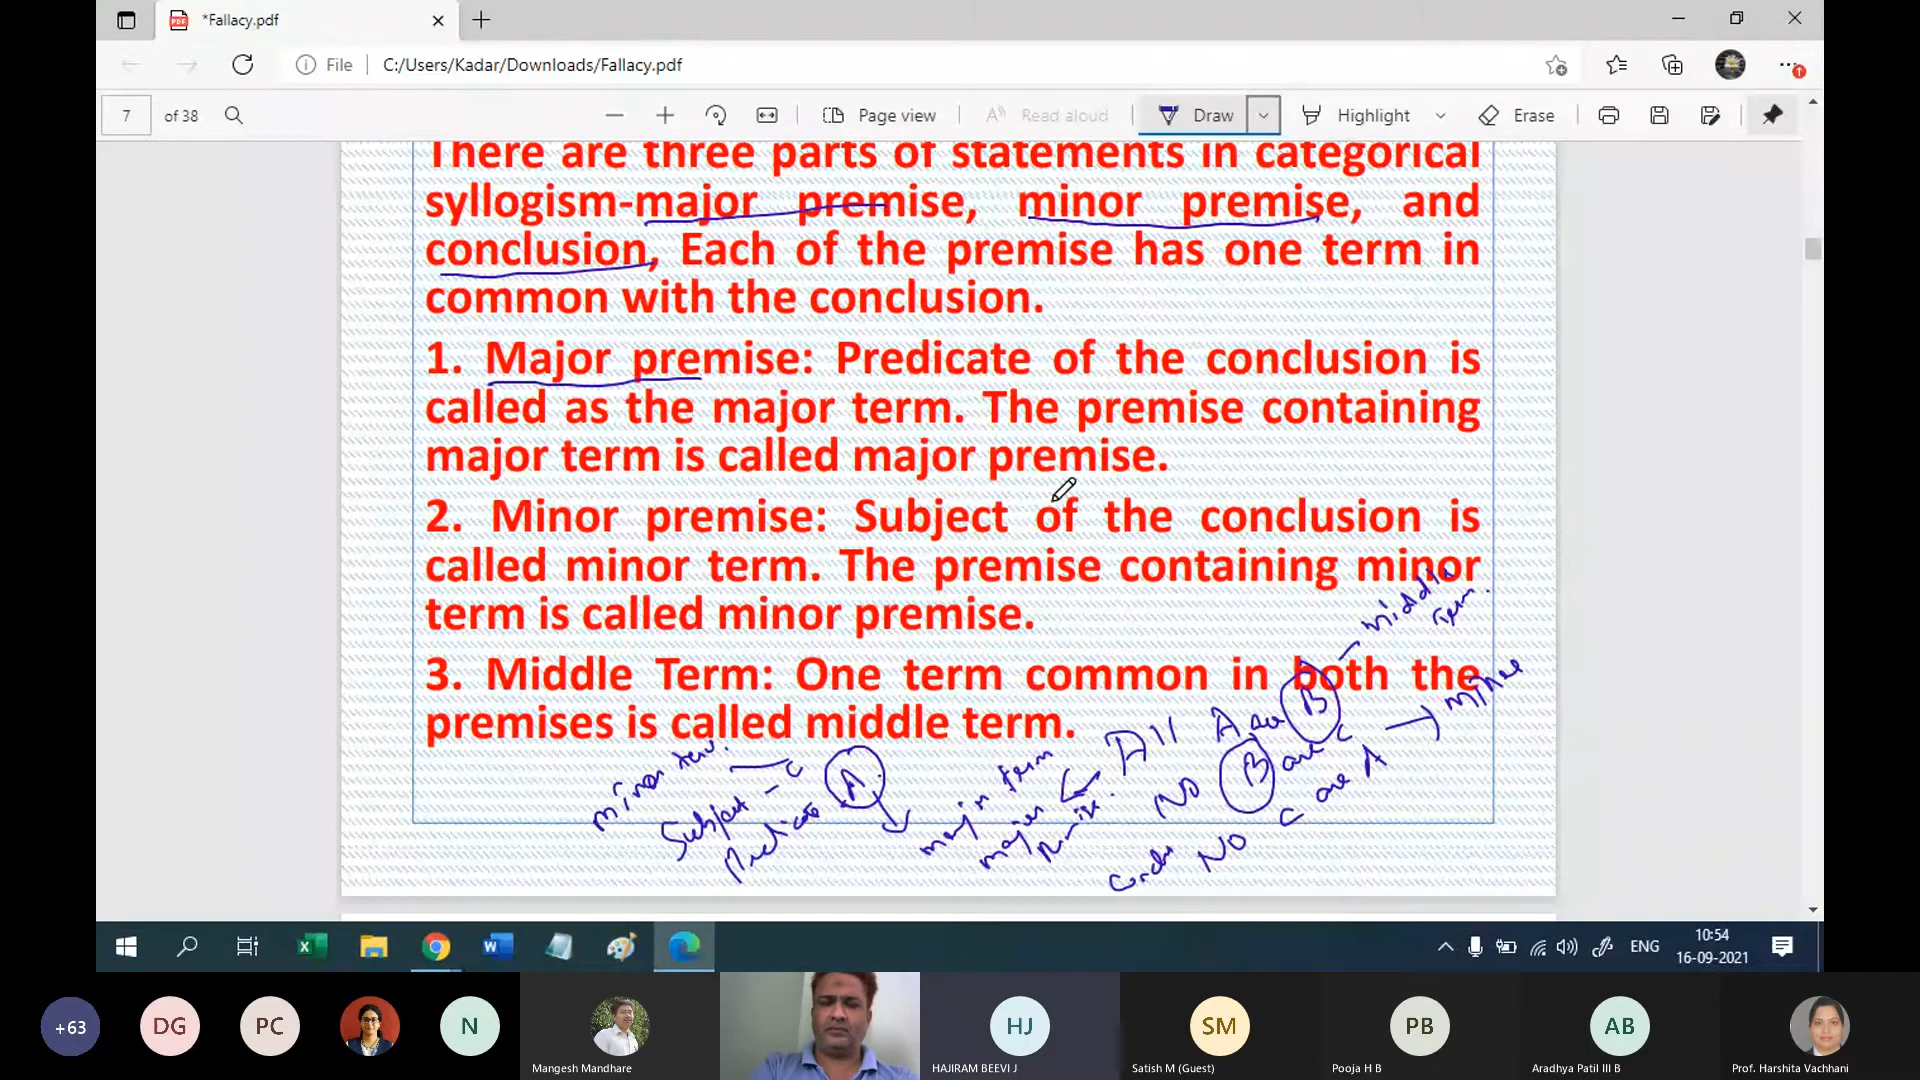 *Fallacy.pdf
File C:/Users/Kadar/Downloads/Fallacy.pdf
7 of 38 Page view Read aloud Draw Highlight Erase
There are three parts of statements in categorical
syllogism-major premise, minor premise, and
conclusion, Each of the premise has one term in
common with the conclusion.
1. Major premise: Predicate of the conclusion is
called as the major term. The premise containing
major term is called major premise.
2. Minor premise: Subject of the conclusion is
called minor term. The premise containing minor
term is called minor premise.
3. Middle Term: One term common in both the
premises is called middle term.
middle
term.
All A are B
minor
No B are C
No C are A
minor term.
Subject - C
Predicate A
major term
major
ENG
10:54
16-09-2021
+63 DG PC N HJ SM PB AB
Mangesh Mandhare HAJIRAM BEEVI J Satish M (Guest) Pooja H B Aradhya Patil III B Prof. Harshita Vachhani